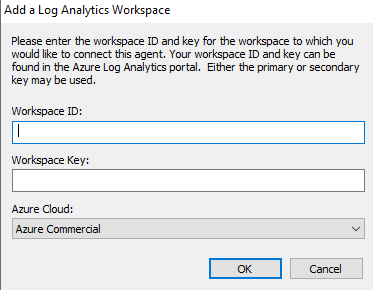 Add a Log Analytics Workspace
Please enter the workspace ID and key for the workspace to which you
would like to connect this agent. Your workspace ID and key can be
found in the Azure Log Analytics portal.  Either the primary or secondary
key may be used.
Workspace ID:
Workspace Key:
Azure Cloud:
Azure Commercial
OK
Cancel